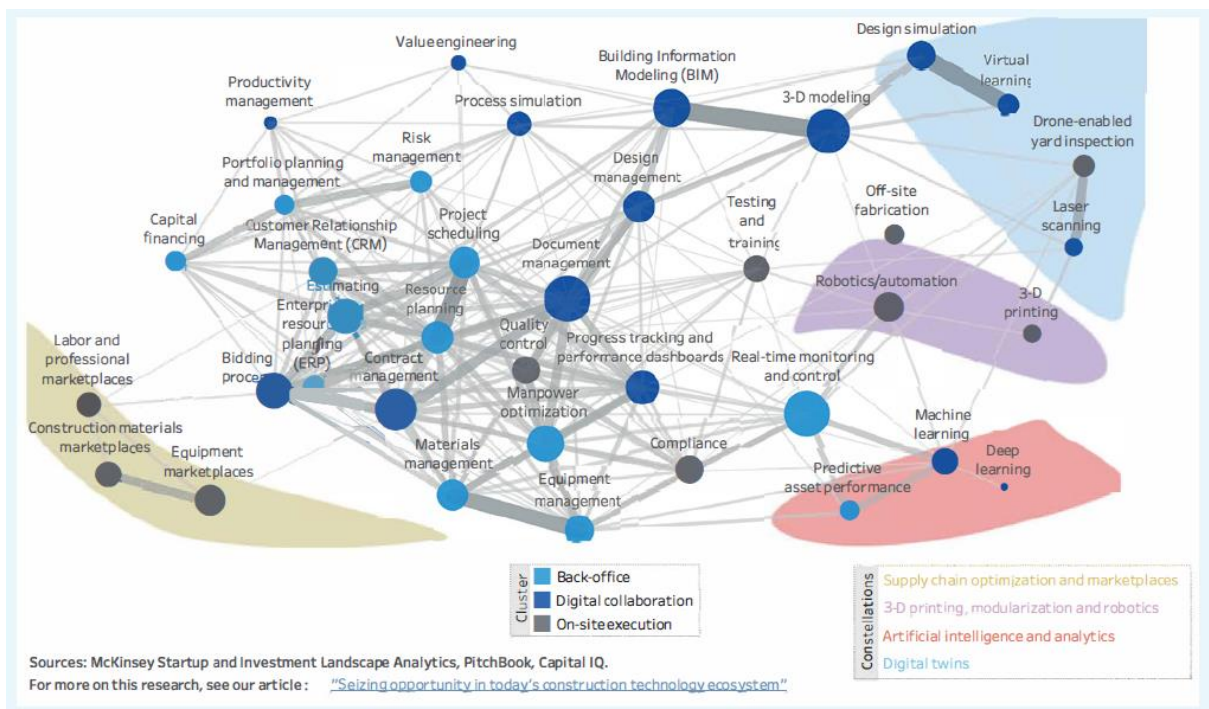 Value engineering
Design simulation
Building Information
Modeling (BIM)
Virtual
learning
Productivity
management
Process simulation
3-D modeling
Drone-enabled
yard inspection
Risk
management
Portfolio planning
and management
Design
management
Off-site
fabrication
Testing
and
training
Laser
scanning
Capital
financing
Customer Relationship
Management (CRM)
Project
scheduling
Document
management
Robotics/automation
3-D
printing
Estimating
Enterprise
resource
planning
(ERP)
Resource
planning
Quality
control
Progress tracking and
performance dashboards
Real-time monitoring
and control
Labor and
professional
marketplaces
Bidding
process
Contract
management
Manpower
optimization
Construction materials
marketplaces
Equipment
marketplaces
Materials
management
Compliance
Machine
learning
Deep
learning
Equipment
management
Predictive
asset performance
Cluster
Back-office
Digital collaboration
On-site execution
Constellations
Supply chain optimization and marketplaces
3-D printing, modularization and robotics
Artificial intelligence and analytics
Digital twins
Sources: McKinsey Startup and Investment Landscape Analytics, PitchBook, Capital IQ.
For more on this research, see our article : "Seizing opportunity in today's construction technology ecosystem"